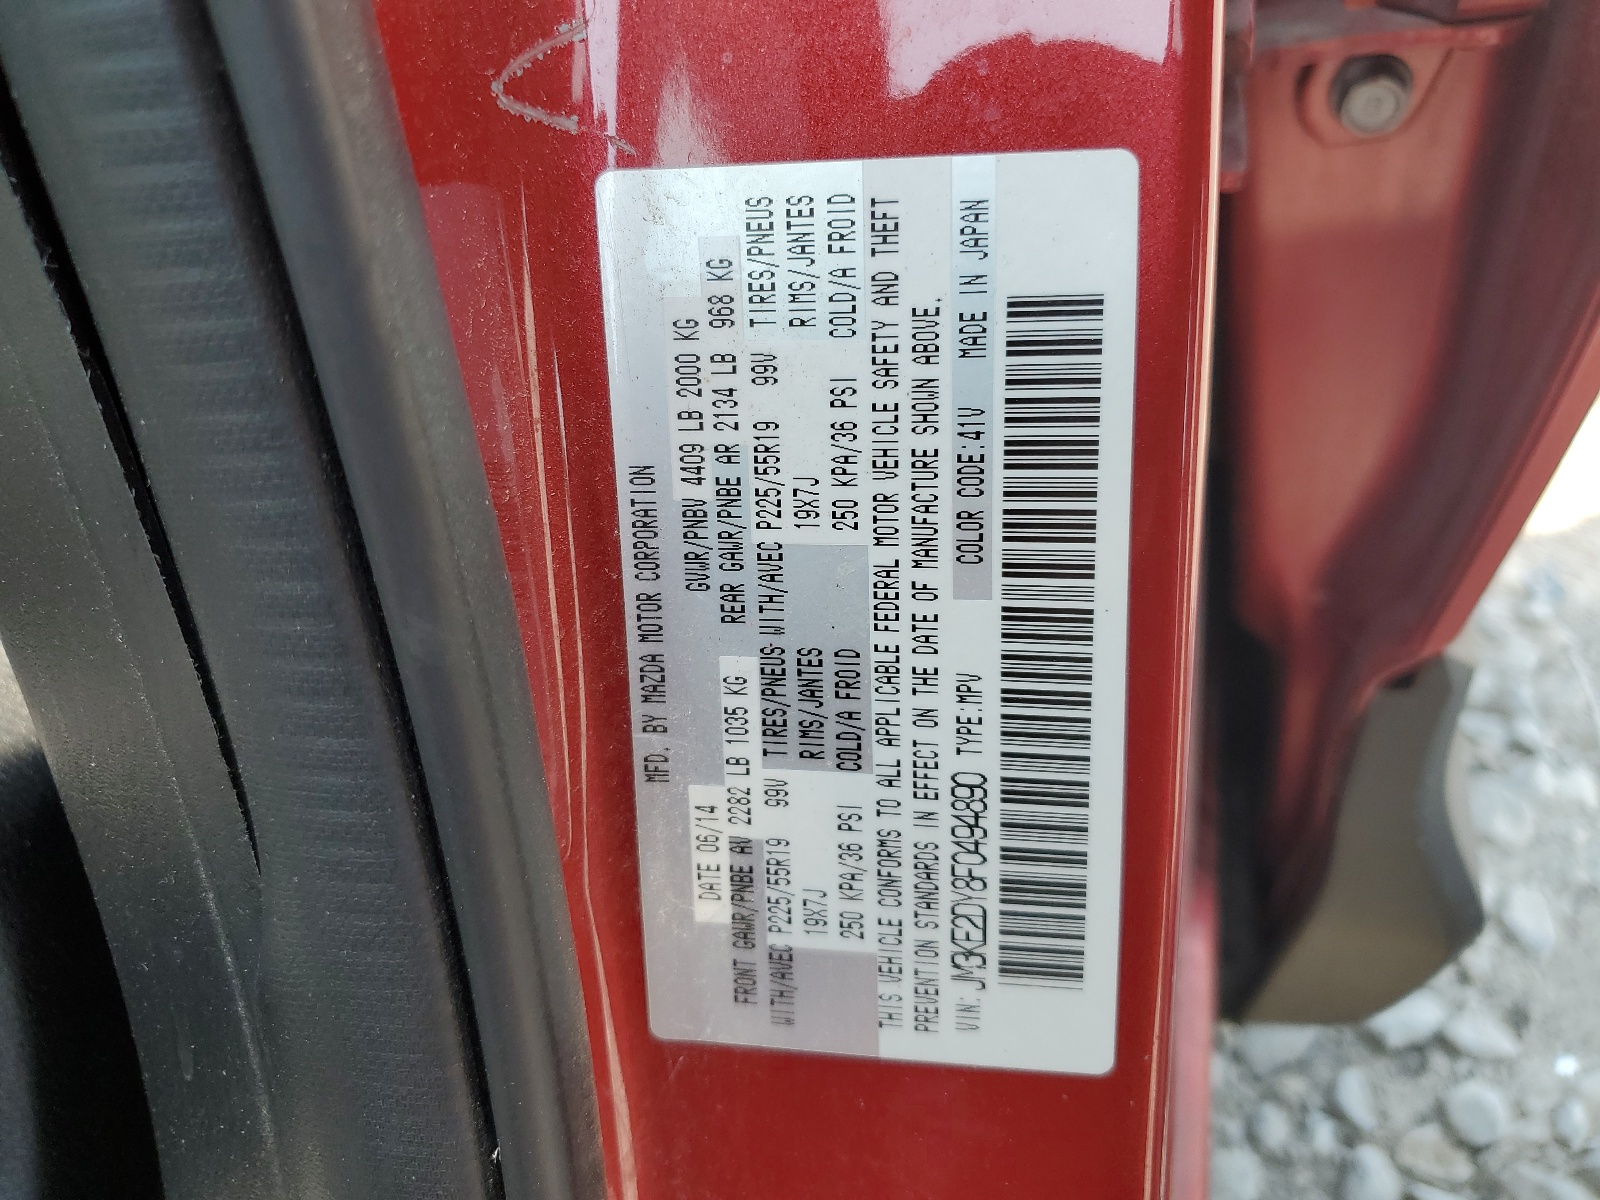 MFD. BY MAZDA MOTOR CORPORATION
DATE 06/14 GVWR/PNBV 4409 LB 2000 KG
FRONT GAWR/PNBE AV 2282 LB 1035 KG REAR GAWR/PNBE AR 2134 LB 968 KG
WITH/AVEC P225/55R19 99V TIRES/PNEUS WITH/AVEC P225/55R19 99V TIRES/PNEUS
19X7J RIMS/JANTES 19X7J RIMS/JANTES
250 KPA/36 PSI COLD/A FROID 250 KPA/36 PSI COLD/A FROID
THIS VEHICLE CONFORMS TO ALL APPLICABLE FEDERAL MOTOR VEHICLE SAFETY AND THEFT
PREVENTION STANDARDS IN EFFECT ON THE DATE OF MANUFACTURE SHOWN ABOVE.
VIN: JM3KE2DY8F0494890 TYPE:MPV COLOR CODE:41V MADE IN JAPAN